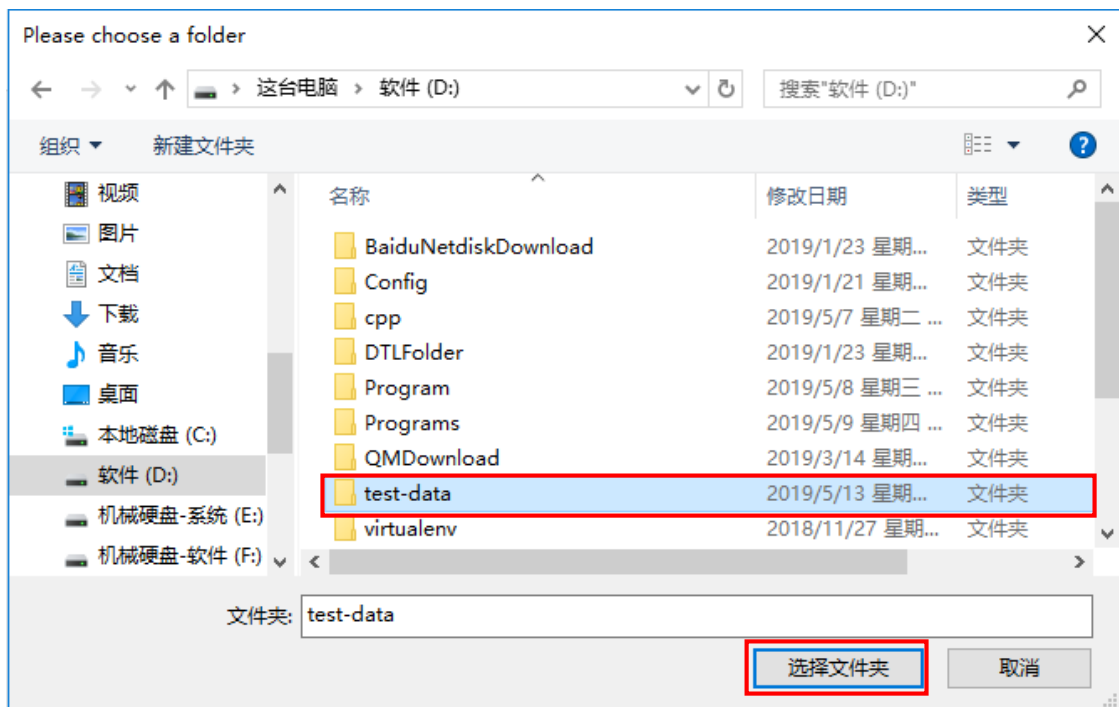 Please choose a folder
这台电脑 › 软件 (D:)
搜索"软件 (D:)"
组织 新建文件夹
视频
图片
文档
下载
音乐
桌面
本地磁盘 (C:)
软件 (D:)
机械硬盘-系统 (E:)
机械硬盘-软件 (F:)
名称 修改日期 类型
BaiduNetdiskDownload 2019/1/23 星期... 文件夹
Config 2019/1/21 星期... 文件夹
cpp 2019/5/7 星期二 ... 文件夹
DTLFolder 2019/1/23 星期... 文件夹
Program 2019/5/8 星期三 ... 文件夹
Programs 2019/5/9 星期四 ... 文件夹
QMDownload 2019/3/14 星期... 文件夹
test-data 2019/5/13 星期... 文件夹
virtualenv 2018/11/27 星期... 文件夹
文件夹: test-data
选择文件夹 取消